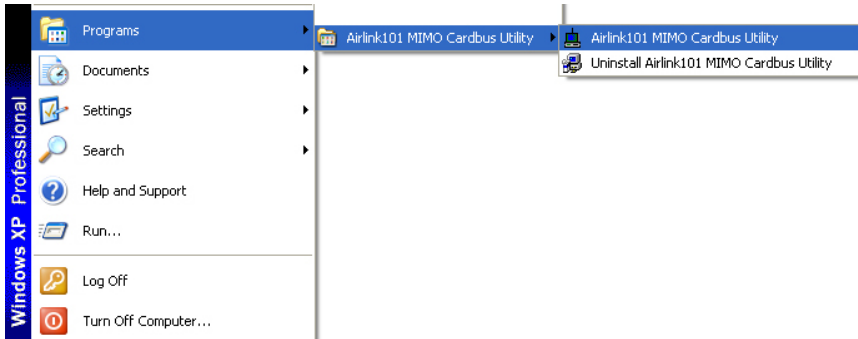 Windows XP Professional
Programs
Documents
Settings
Search
Help and Support
Run...
Log Off
Turn Off Computer...
Airlink101 MIMO Cardbus Utility
Airlink101 MIMO Cardbus Utility
Uninstall Airlink101 MIMO Cardbus Utility